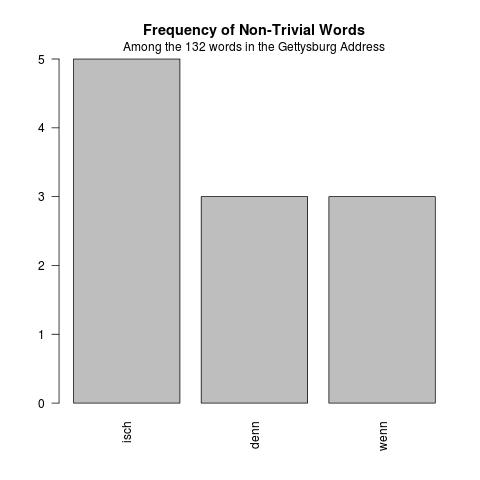 Frequency of Non-Trivial Words
Among the 132 words in the Gettysburg Address
5
4
3
2
1
0
isch
denn
wenn